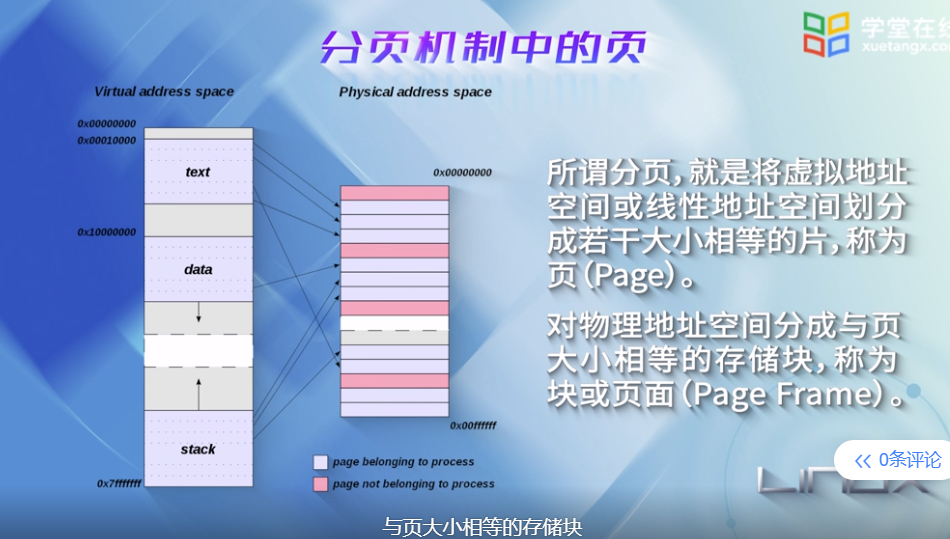 分页机制中的页
学堂在线
xuetangx.com
Virtual address space
Physical address space
0x00000000
0x00010000
text
0x10000000
data
stack
0x7fffffff
0x00000000
0x00ffffff
page belonging to process
page not belonging to process
所谓分页，就是将虚拟地址
空间或线性地址空间划分
成若干大小相等的片，称为
页（Page）。
对物理地址空间分成与页
大小相等的存储块，称为
块或页面（Page Frame）。
0条评论
与页大小相等的存储块